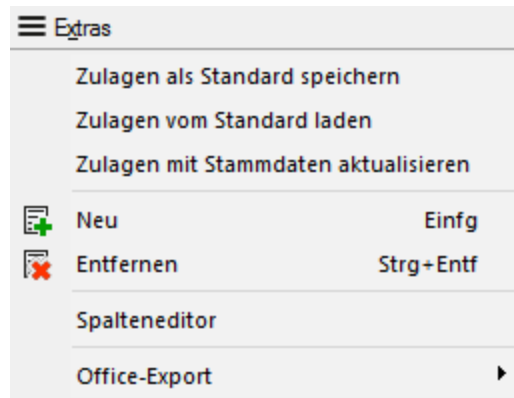 Extras
Zulagen als Standard speichern
Zulagen vom Standard laden
Zulagen mit Stammdaten aktualisieren
Neu Einfg
Entfernen Strg+Entf
Spalteneditor
Office-Export